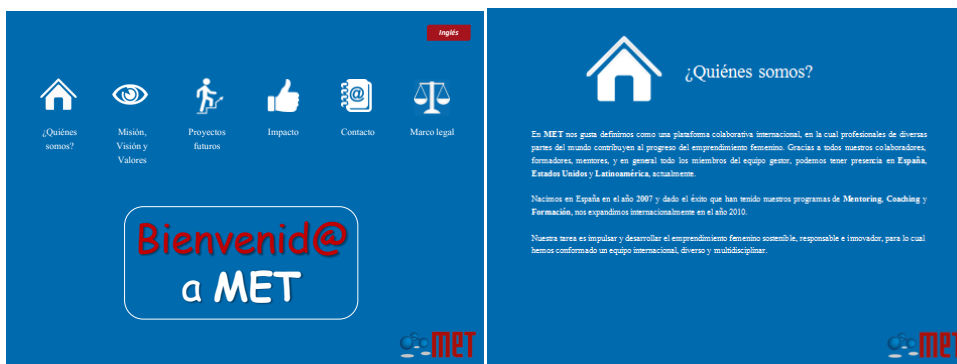 Inglés
¿Quiénes somos?
Misión, Visión y Valores
Proyectos futuros
Impacto
Contacto
Marco legal
Bienvenid@
a MET
MET
¿Quiénes somos?
En MET nos gusta definirnos como una plataforma colaborativa internacional, en la cual profesionales de diversas
partes del mundo contribuyen al progreso del emprendimiento femenino. Gracias a todos nuestros colaboradores,
formadores, mentores, y en general todo los miembros del equipo gestor, podemos tener presencia en España,
Estados Unidos y Latinoamérica, actualmente.
Nacimos en España en el año 2007 y dado el éxito que han tenido nuestros programas de Mentoring, Coaching y
Formación, nos expandimos internacionalmente en el año 2010.
Nuestra tarea es impulsar y desarrollar el emprendimiento femenino sostenible, responsable e innovador, para lo cual
hemos conformado un equipo internacional, diverso y multidisciplinar.
MET